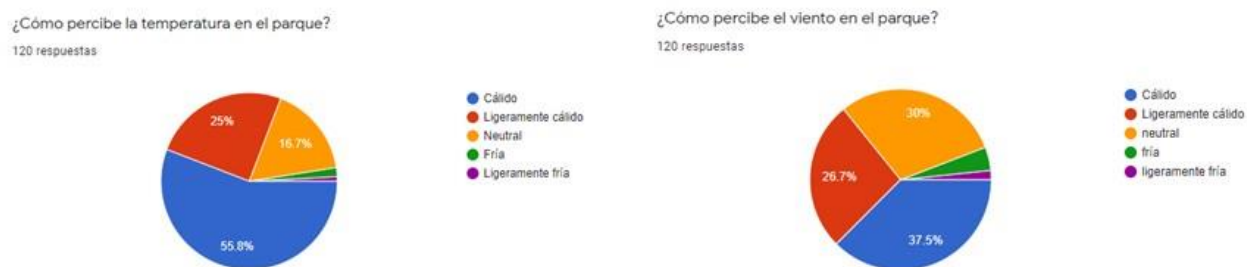 ¿Cómo percibe la temperatura en el parque?
120 respuestas
25%
16.7%
55.8%
Cálido
Ligeramente cálido
Neutral
Fría
Ligeramente fría
¿Cómo percibe el viento en el parque?
120 respuestas
30%
26.7%
37.5%
Cálido
Ligeramente cálido
neutral
fría
ligeramente fría